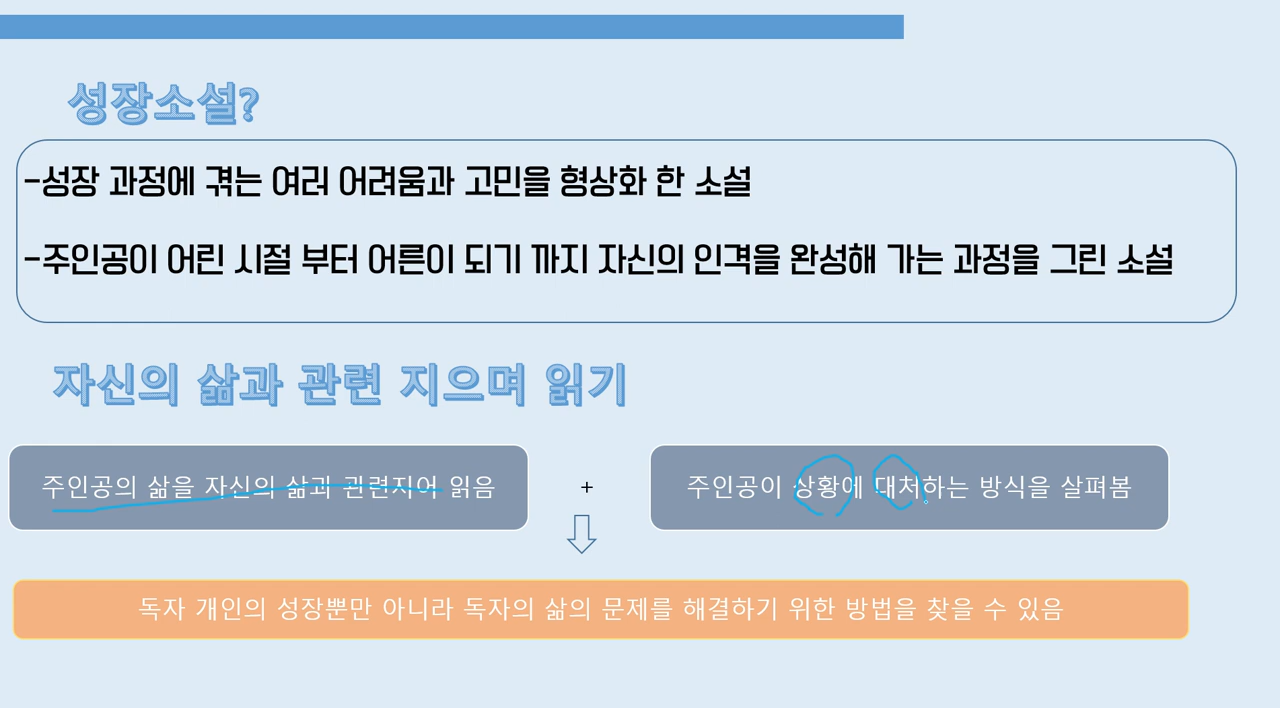 성장소설?
-성장 과정에 겪는 여러 어려움과 고민을 형상화 한 소설
-주인공이 어린 시절 부터 어른이 되기 까지 자신의 인격을 완성해 가는 과정을 그린 소설
자신의 삶과 관련 지으며 읽기
주인공의 삶을 자신의 삶과 관련지어 읽음
+
주인공이 상황에 대처하는 방식을 살펴봄
독자 개인의 성장뿐만 아니라 독자의 삶의 문제를 해결하기 위한 방법을 찾을 수 있음